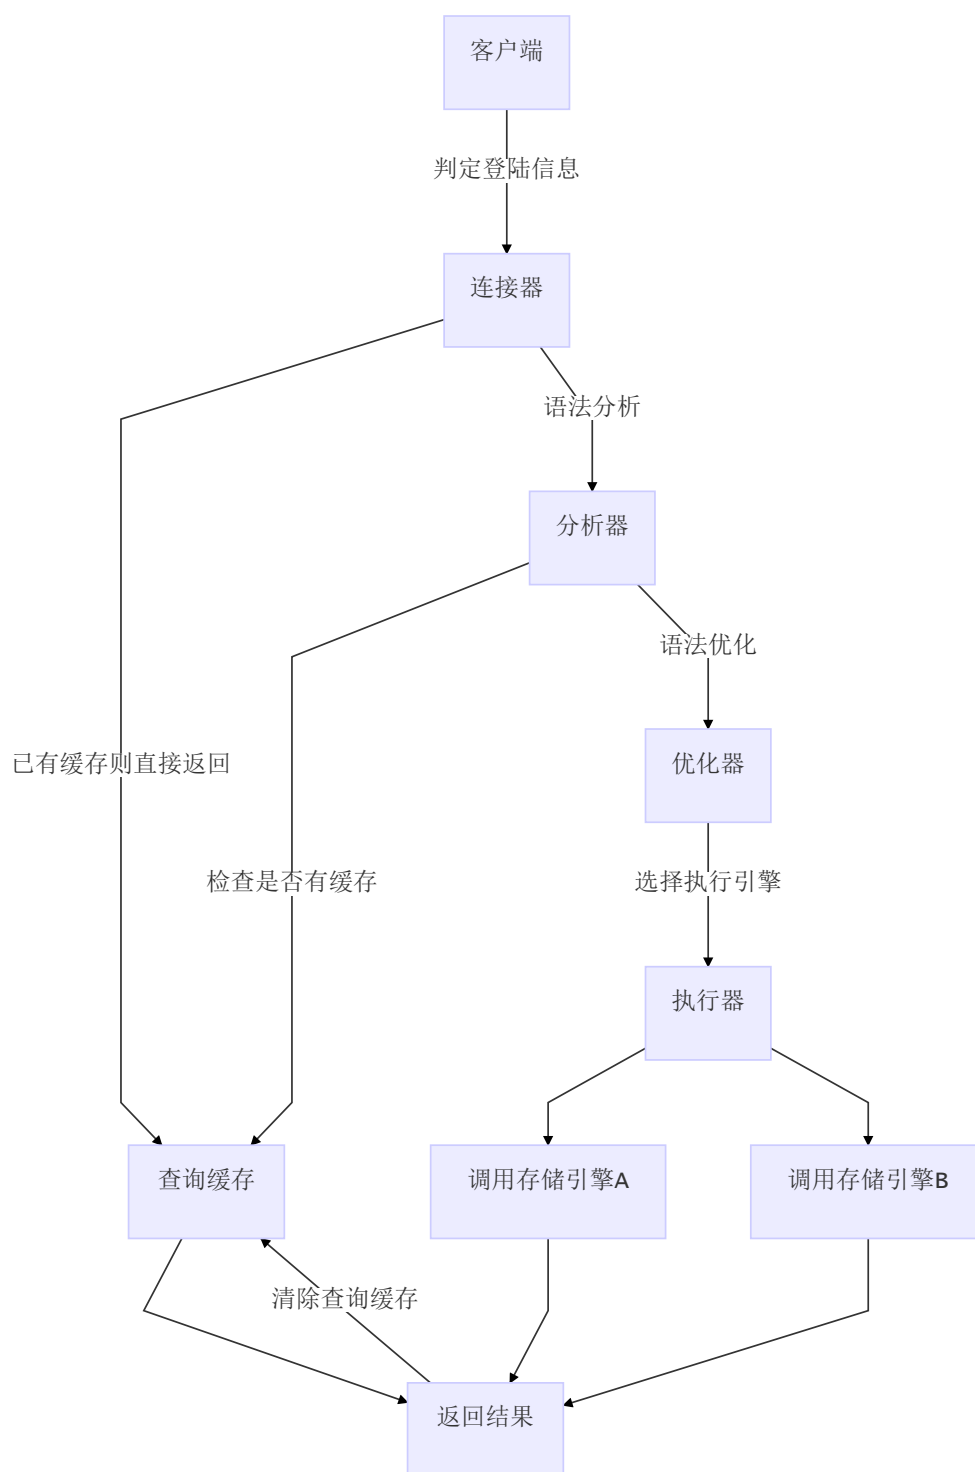 客户端
判定登陆信息
连接器
语法分析
分析器
语法优化
已有缓存则直接返回
优化器
检查是否有缓存
选择执行引擎
执行器
查询缓存
调用存储引擎A
调用存储引擎B
清除查询缓存
返回结果